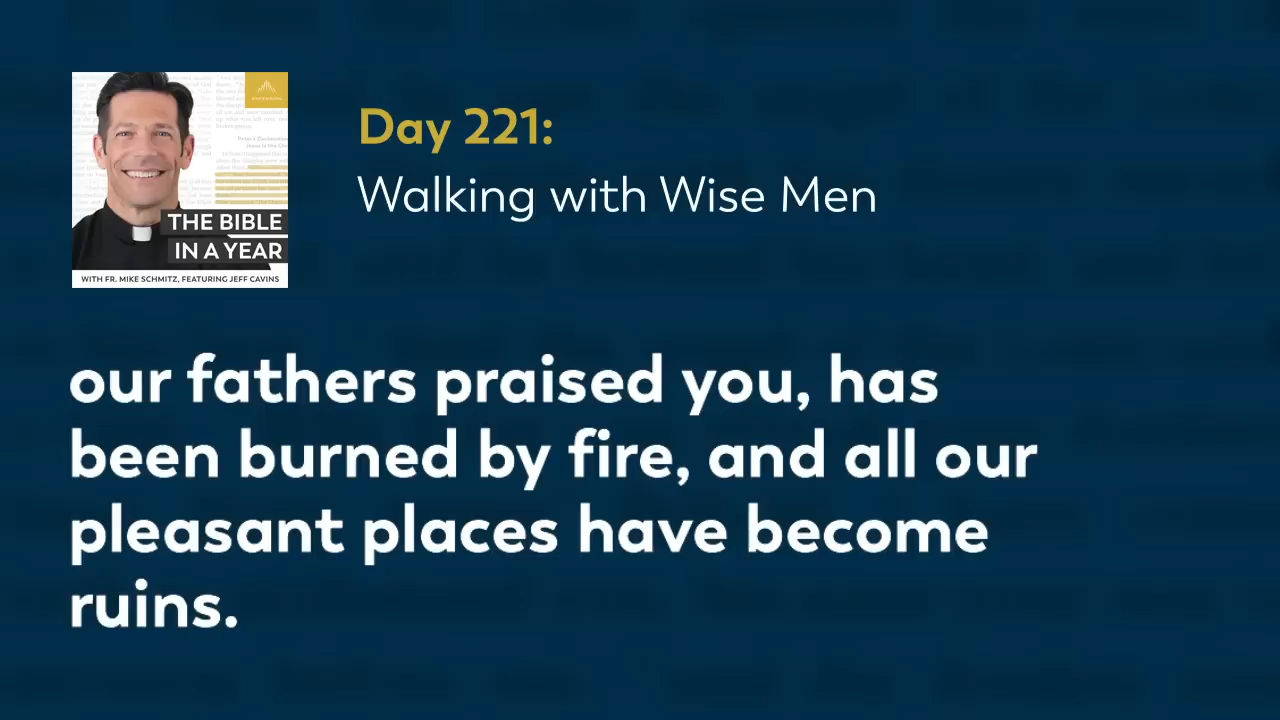 Day 221:
Walking with Wise Men
THE BIBLE
IN A YEAR
WITH FR. MIKE SCHMITZ, FEATURING JEFF CAVINS
our fathers praised you, has
been burned by fire, and all our
pleasant places have become
ruins.